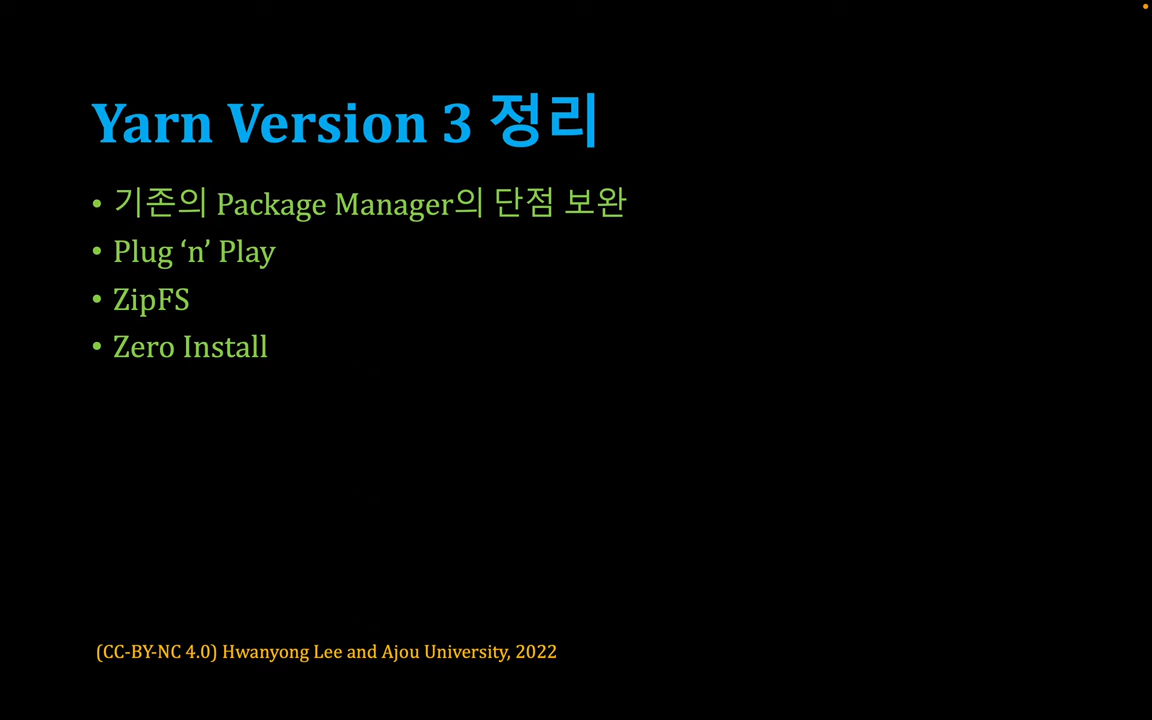 Yarn Version 3 정리
• 기존의 Package Manager의 단점 보완
• Plug ‘n’ Play
• ZipFS
• Zero Install
(CC-BY-NC 4.0) Hwanyong Lee and Ajou University, 2022